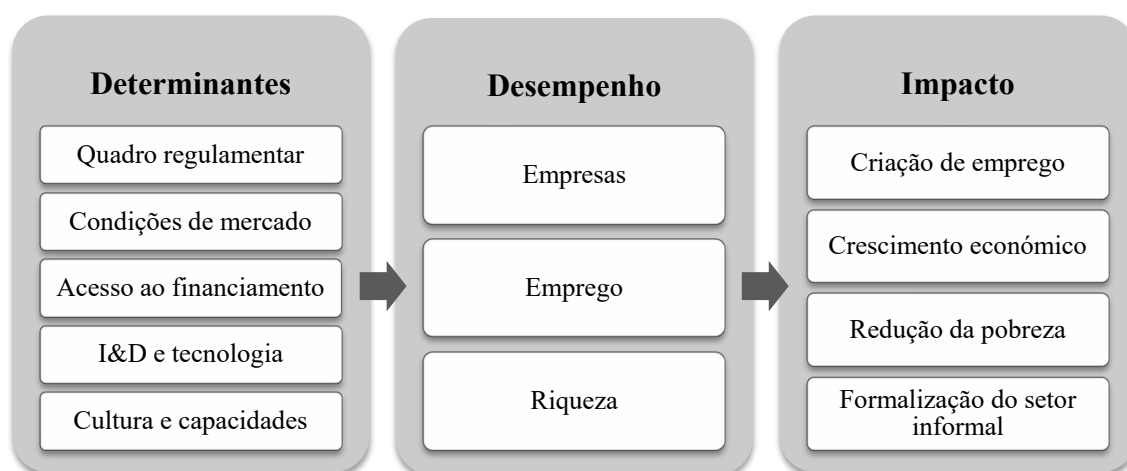 Determinantes
Quadro regulamentar
Condições de mercado
Acesso ao financiamento
I&D e tecnologia
Cultura e capacidades
Desempenho
Empresas
Emprego
Riqueza
Impacto
Criação de emprego
Crescimento económico
Redução da pobreza
Formalização do setor
informal